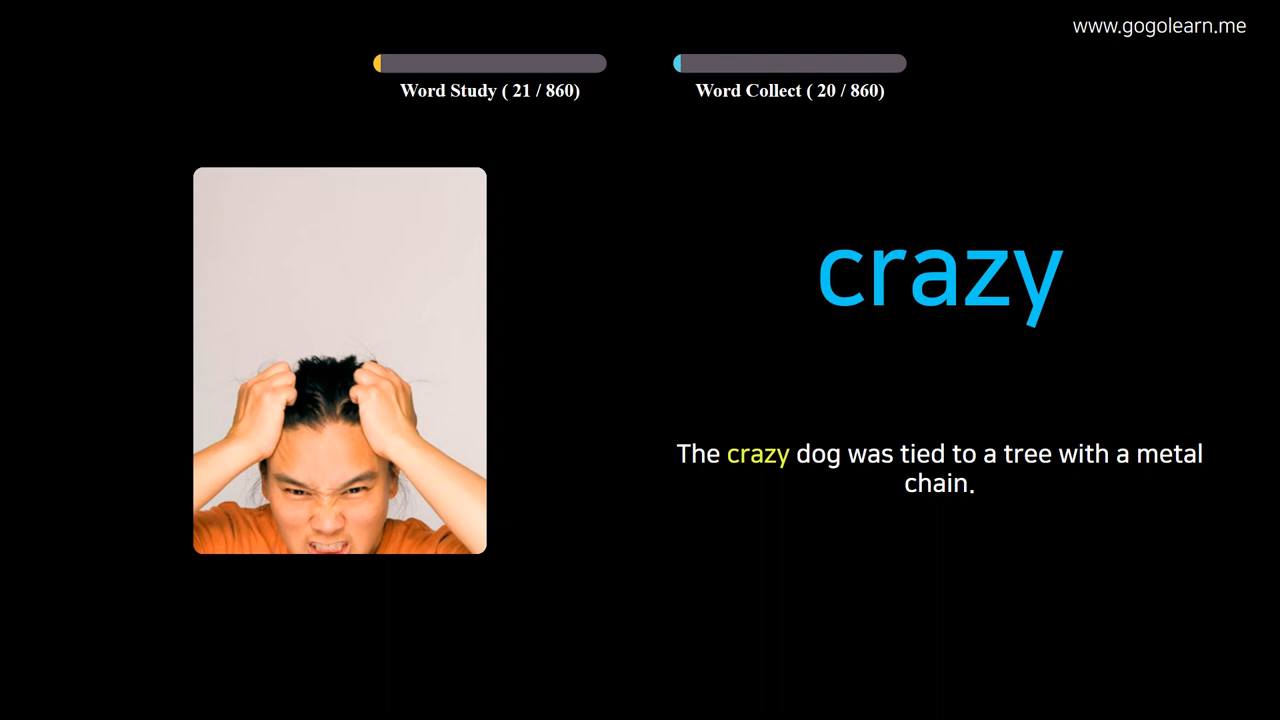 www.gogolearn.me
Word Study ( 21 / 860)
Word Collect ( 20 / 860)
crazy
The crazy dog was tied to a tree with a metal
chain.